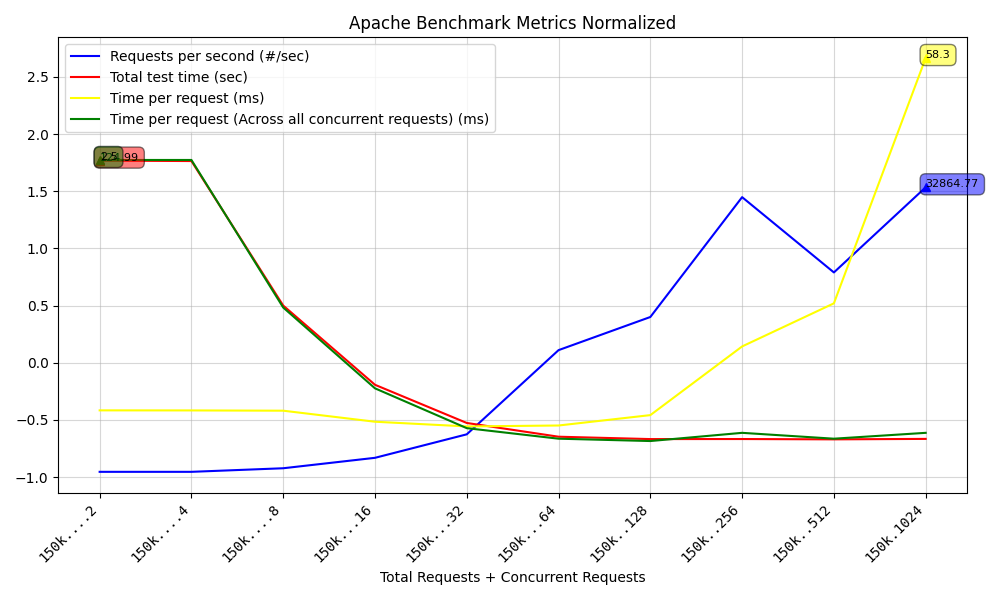 Apache Benchmark Metrics Normalized
Requests per second (#/sec)
Total test time (sec)
Time per request (ms)
Time per request (Across all concurrent requests) (ms)
58.3
32864.77
2.5
.99
2.5
2.0
1.5
1.0
0.5
0.0
−0.5
−1.0
150k....2
150k....4
150k....8
150k...16
150k...32
150k...64
150k..128
150k..256
150k..512
150k.1024
Total Requests + Concurrent Requests